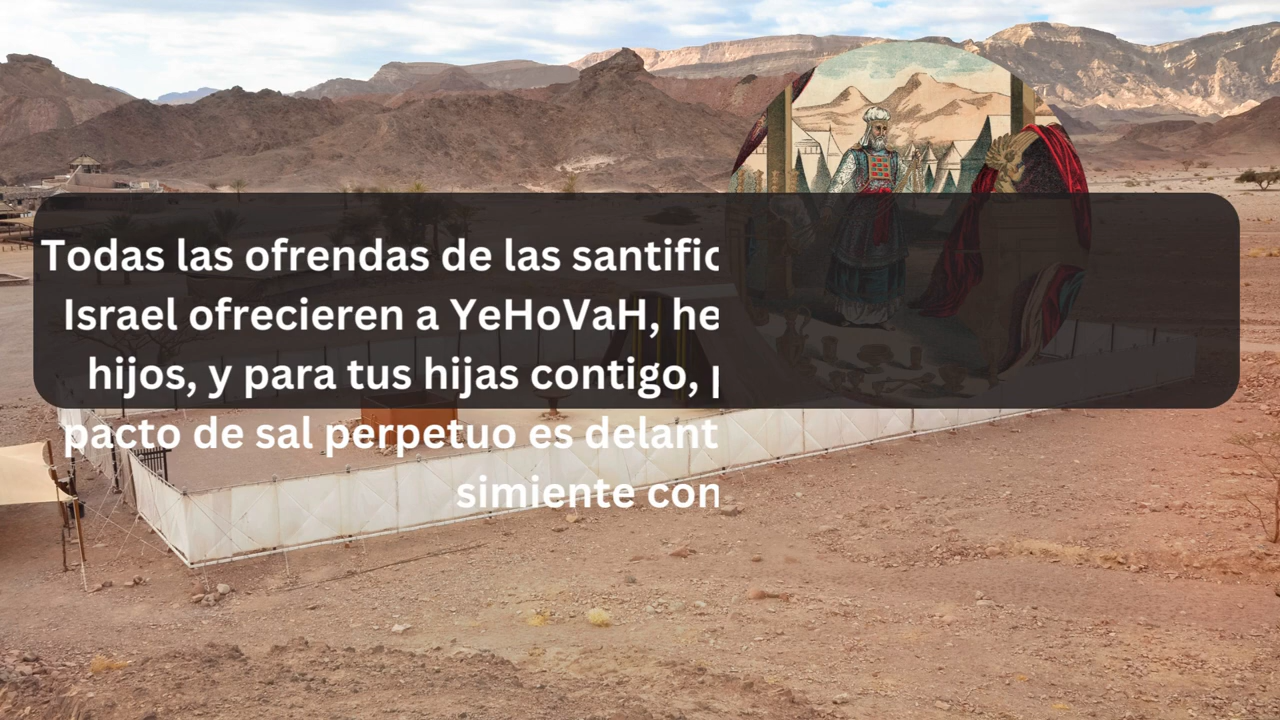 Todas las ofrendas de las santific
Israel ofrecieren a YeHoVaH, he
hijos, y para tus hijas contigo, p
pacto de sal perpetuo es delant
simiente con